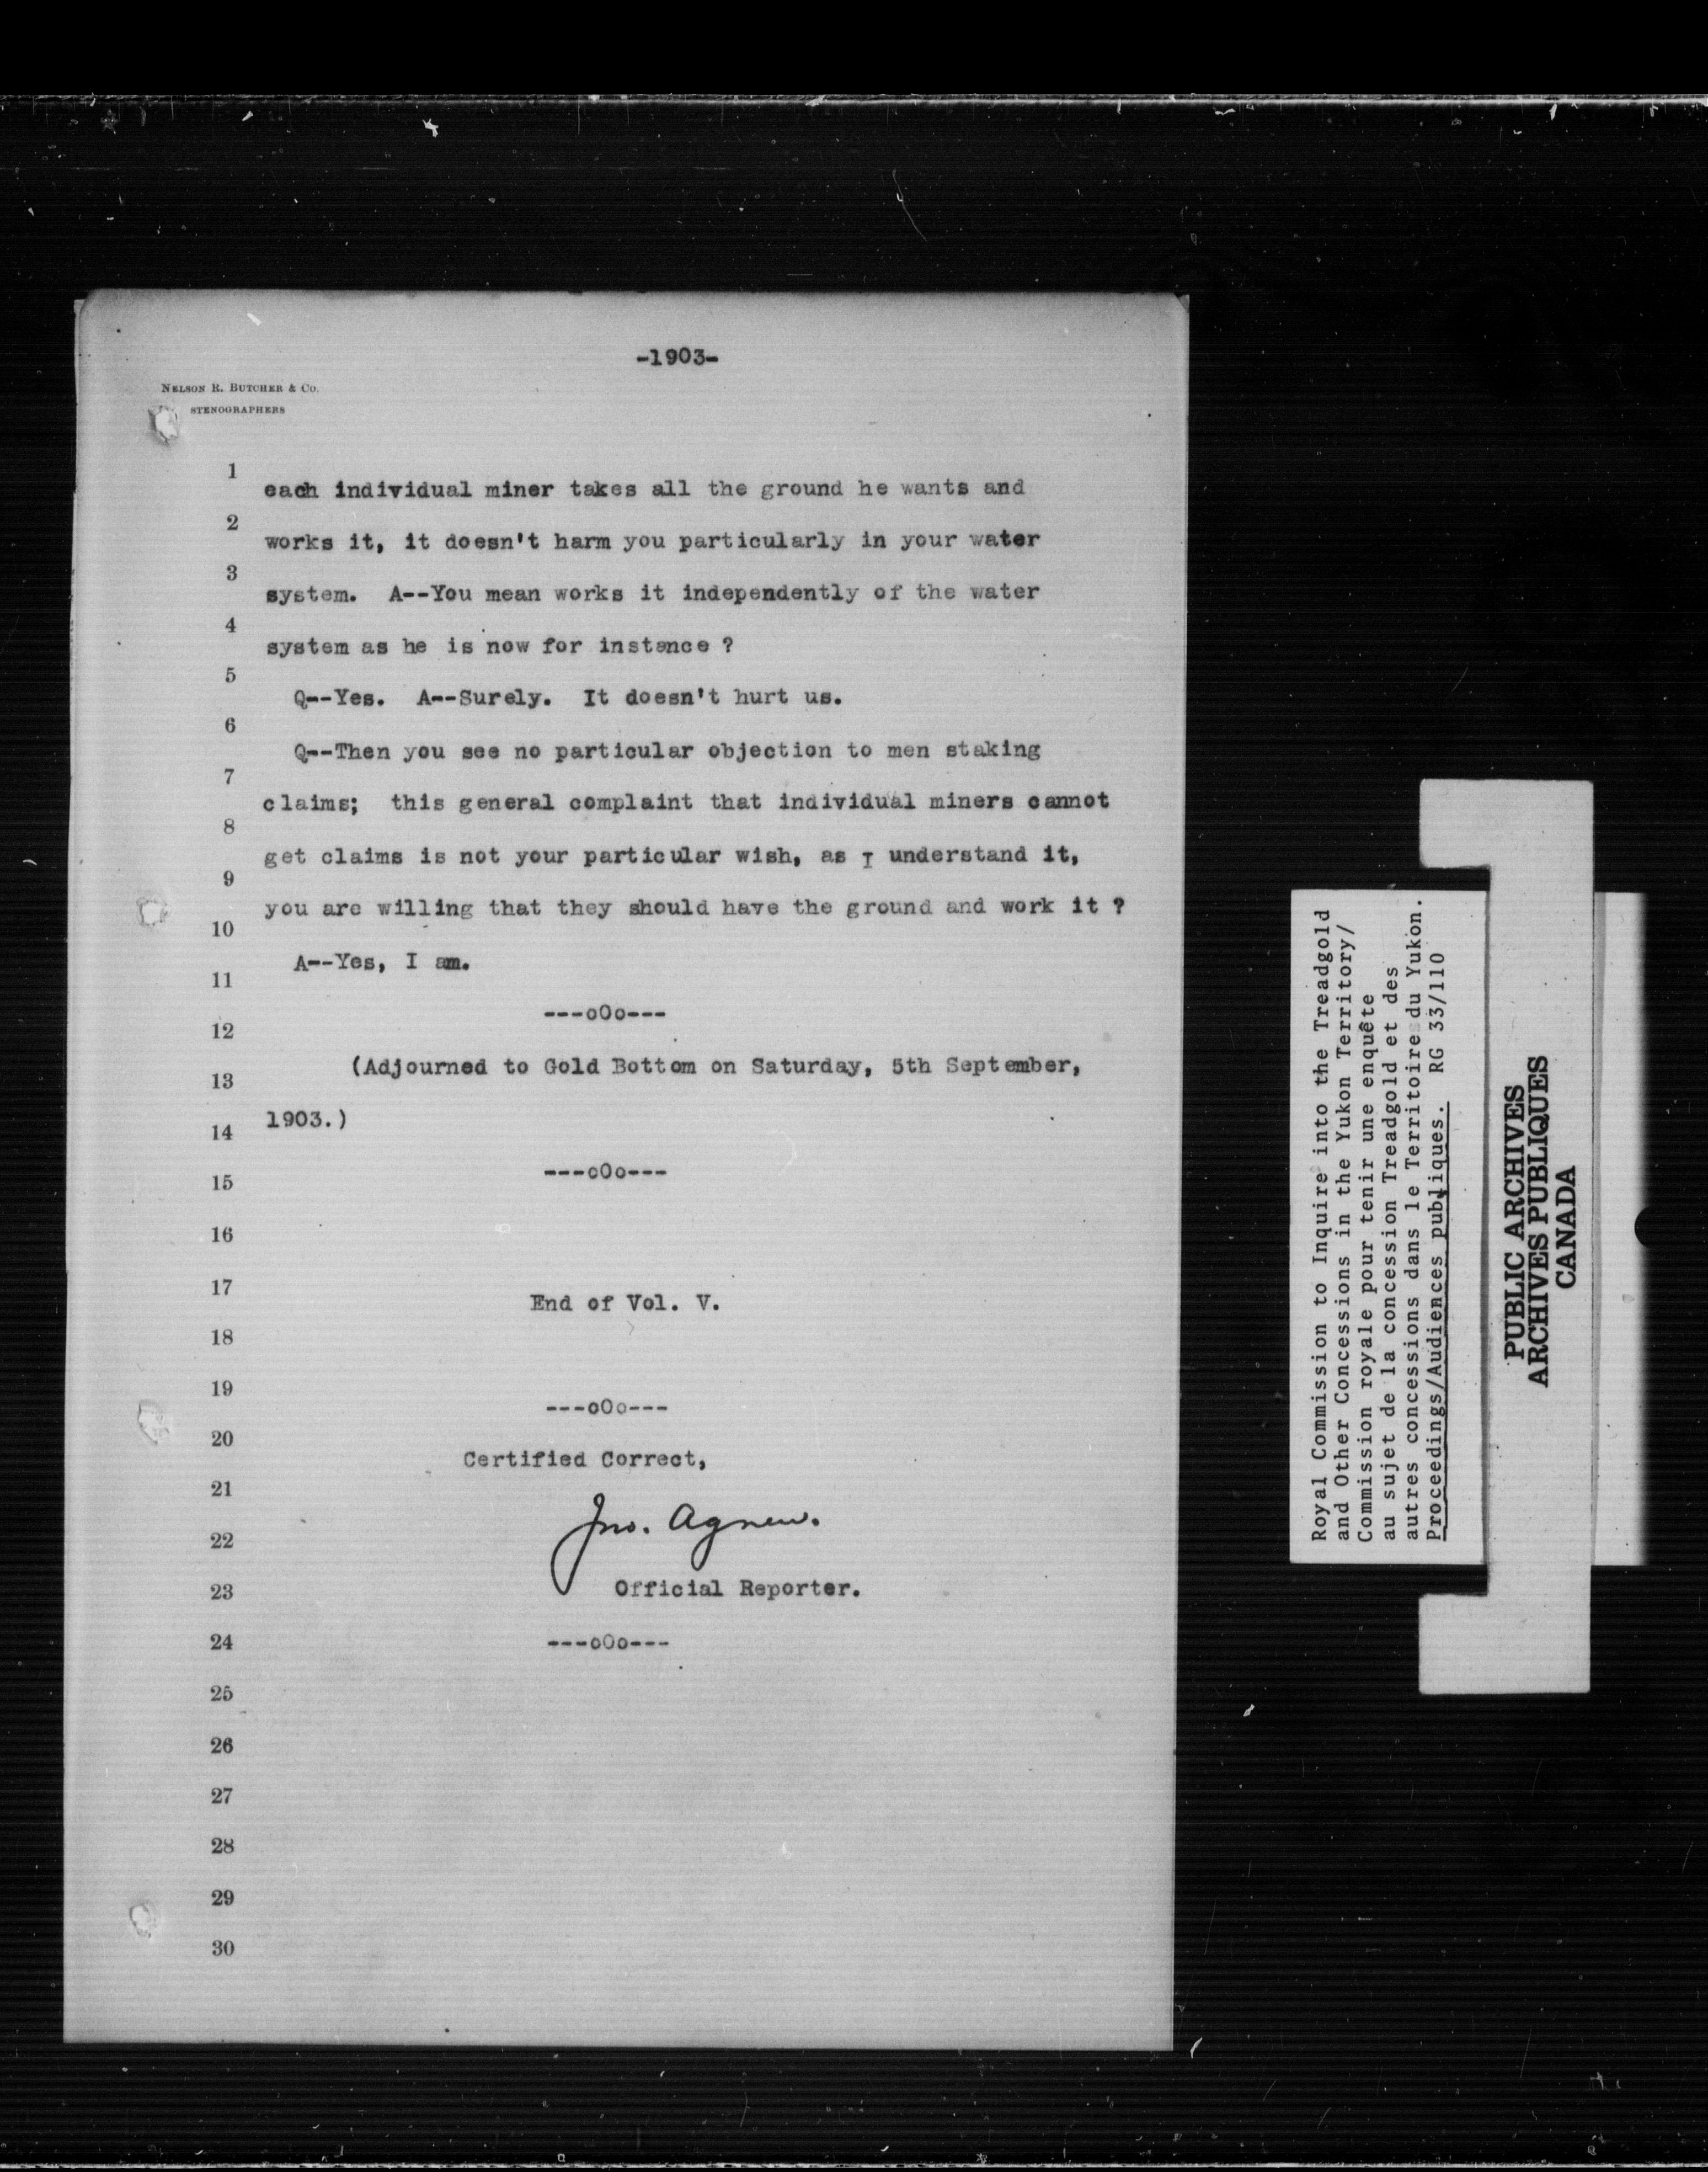 -1903-
NELSON R. BUTCHER & CO.
STENOGRAPHERS
1
each individual miner takes all the ground he wants and
2
works it, it doesn't harm you particularly in your water
3
system. A--You mean works it independently of the water
4
system as he is now for instance ?
5
Q--Yes. A--Surely. It doesn't hurt us.
6
Q--Then you see no particular objection to men staking
7
claims; this general complaint that individual miners cannot
8
get claims is not your particular wish, as I understand it,
9
you are willing that they should have the ground and work it ?
10
A--Yes, I am.
11
---oOo---
12
(Adjourned to Gold Bottom on Saturday, 5th September,
13
1903.)
14
---oOo---
15
16
17
End of Vol. V.
18
19
---oOo---
20
Certified Correct,
21
Jno. Agnew.
22
23
Official Reporter.
24
---oOo---
25
26
27
28
29
30
Royal Commission to Inquire into the Treadgold
and Other Concessions in the Yukon Territory/
Commission royale pour tenir une enquête
au sujet de la concession Treadgold et des
autres concessions dans le Territoire du Yukon.
Proceedings/Audiences publiques. RG 33/110
PUBLIC ARCHIVES
ARCHIVES PUBLIQUES
CANADA